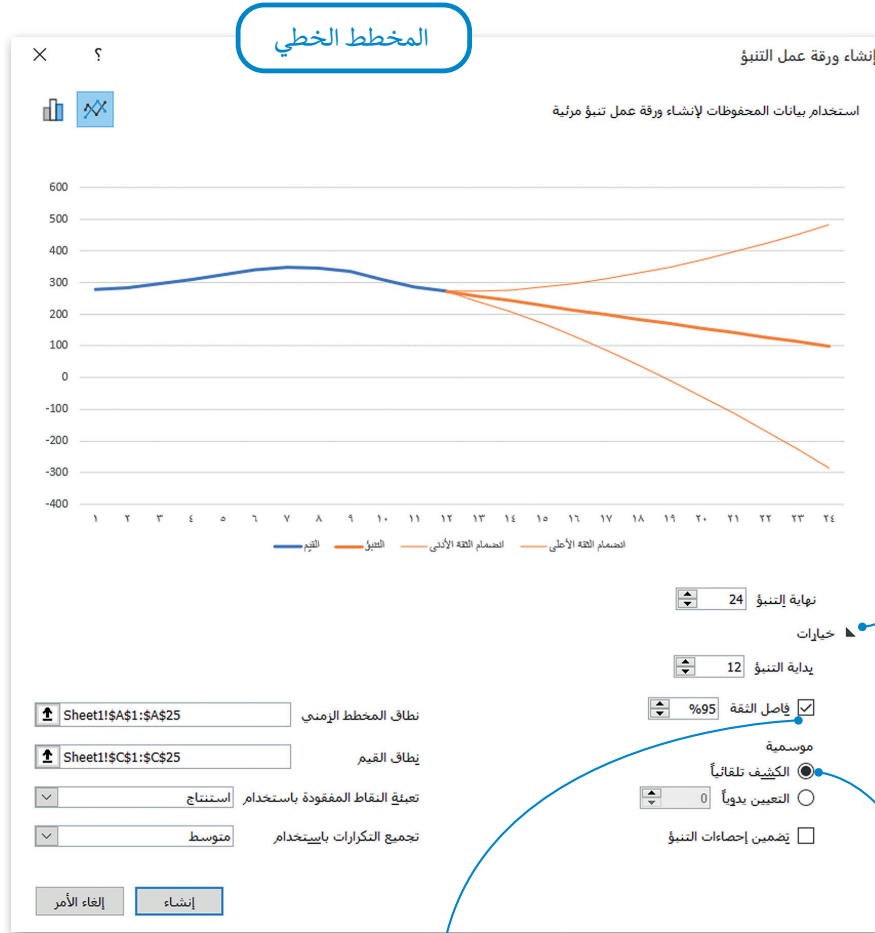 المخطط الخطي
إنشاء ورقة عمل التنبؤ
؟
استخدام بيانات المحفوظات لإنشاء ورقة عمل تنبؤ مرئية
600
500
400
300
200
100
0
-100
-200
-300
-400
١ ٢ ٣ ٤ ٥ ٦ ٧ ٨ ٩ ١٠ ١١ ١٢ ١٣ ١٤ ١٥ ١٦ ١٧ ١٨ ١٩ ٢٠ ٢١ ٢٢ ٢٣ ٢٤
انضمام الثقة الأعلى انضمام الثقة الأدنى التنبؤ القيم
نهاية التنبؤ 24
خيارات
بداية التنبؤ 12
فاصل الثقة 95%
نطاق المخطط الزمني Sheet1!$A$1:$A$25
موسمية
نطاق القيم Sheet1!$C$1:$C$25
الكشف تلقائياً
التعيين يدوياً 0
تعبئة النقاط المفقودة باستخدام استنتاج
تضمين إحصاءات التنبؤ
تجميع التكرارات باستخدام متوسط
إنشاء
إلغاء الأمر